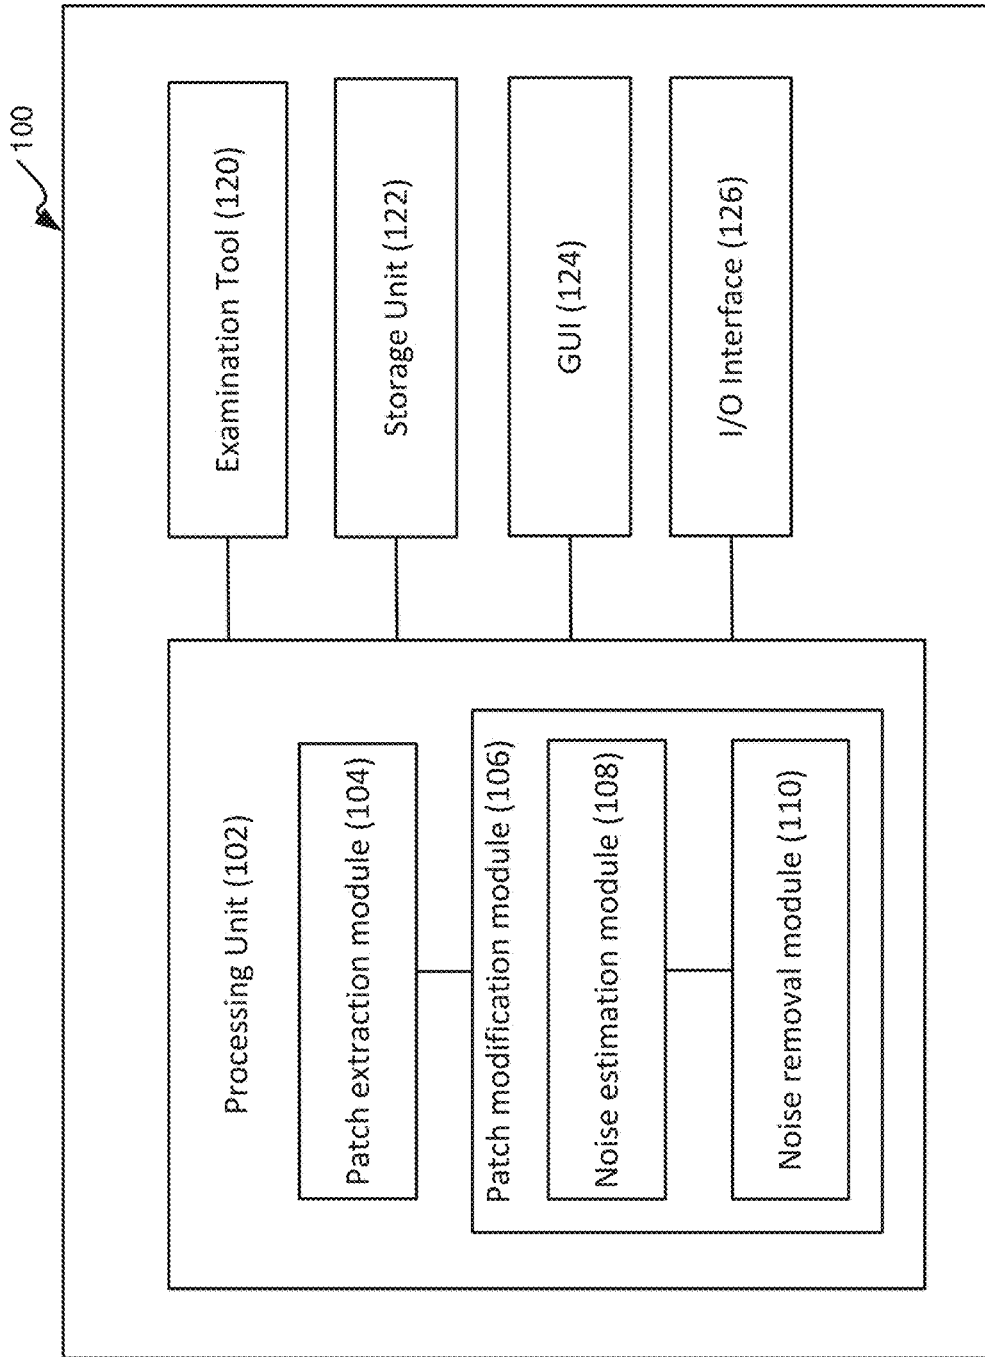 100
Processing Unit (102)
Patch extraction module (104)
Patch modification module (106)
Noise estimation module (108)
Noise removal module (110)
Examination Tool (120)
Storage Unit (122)
GUI (124)
I/O Interface (126)